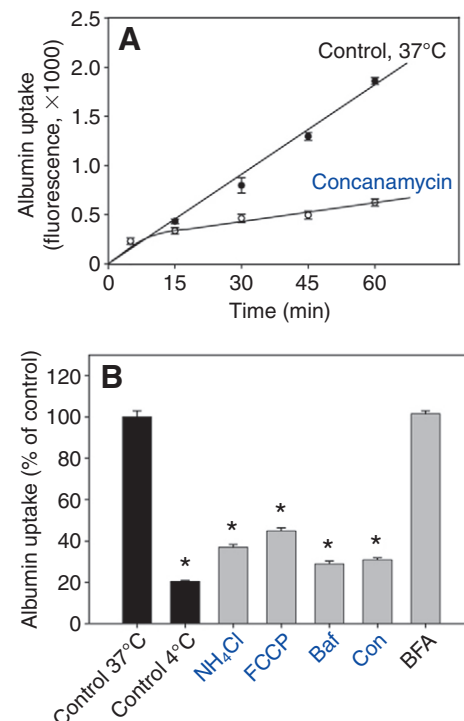 A
Albumin uptake
(fluorescence, ×1000)
2.5
2.0
1.5
1.0
0.5
0
Control, 37°C
Concanamycin
0 15 30 45 60
Time (min)
B
Albumin uptake (% of control)
120
100
80
60
40
20
0
* * * * *
Control 37°C
Control 4°C
NH₄Cl
FCCP
Baf
Con
BFA